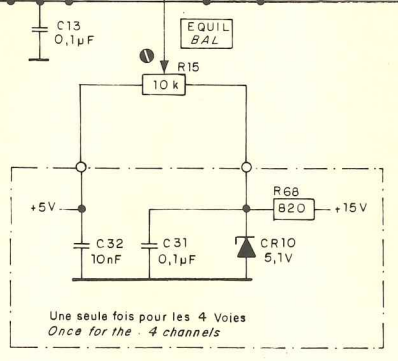 C13
0,1µF
EQUIL
BAL
R15
10k
+5V
R68
820
+15V
C32
10nF
C31
0,1µF
CR10
5,1V
Une seule fois pour les 4 Voies
Once for the 4 channels